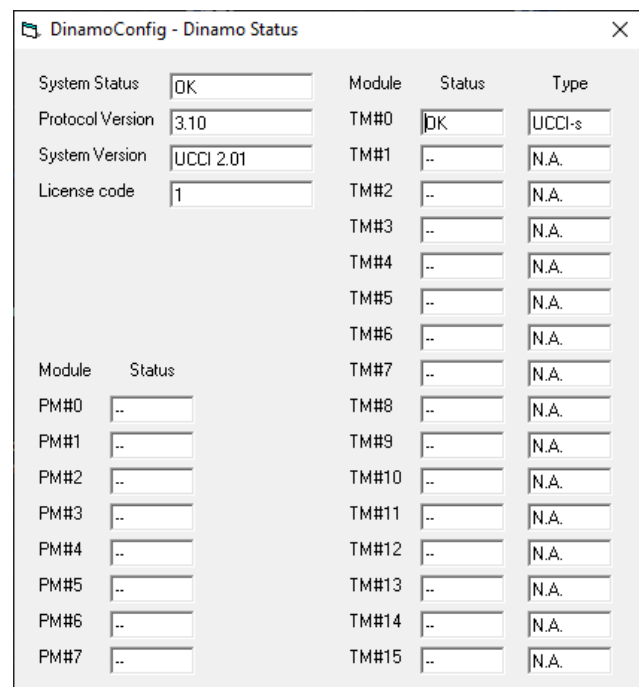 DinamoConfig - Dinamo Status
System Status OK
Protocol Version 3.10
System Version UCCI 2.01
License code 1
Module Status
PM#0 --
PM#1 --
PM#2 --
PM#3 --
PM#4 --
PM#5 --
PM#6 --
PM#7 --
Module Status Type
TM#0 OK UCCI-s
TM#1 -- N.A.
TM#2 -- N.A.
TM#3 -- N.A.
TM#4 -- N.A.
TM#5 -- N.A.
TM#6 -- N.A.
TM#7 -- N.A.
TM#8 -- N.A.
TM#9 -- N.A.
TM#10 -- N.A.
TM#11 -- N.A.
TM#12 -- N.A.
TM#13 -- N.A.
TM#14 -- N.A.
TM#15 -- N.A.